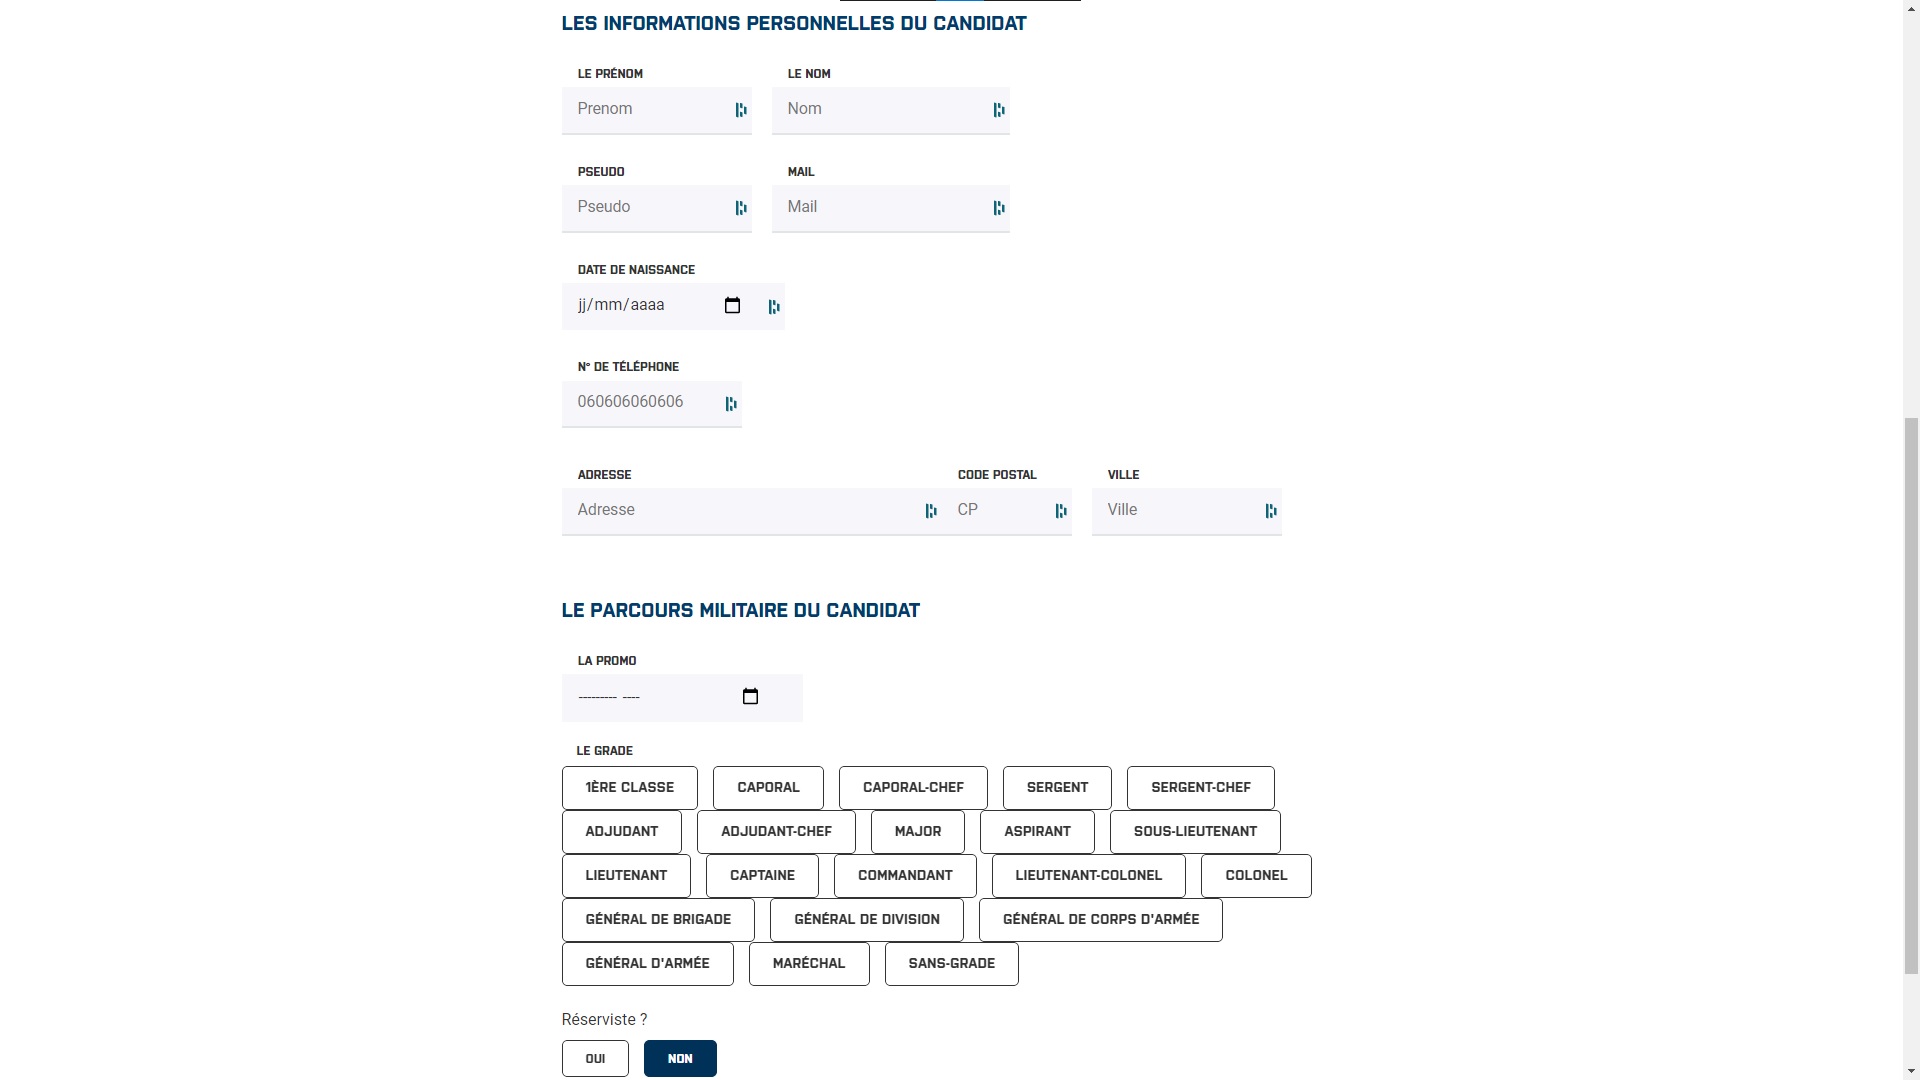 LES INFORMATIONS PERSONNELLES DU CANDIDAT
LE PRÉNOM LE NOM
Prenom Nom
PSEUDO MAIL
Pseudo Mail
DATE DE NAISSANCE
jj/mm/aaaa
N° DE TÉLÉPHONE
060606060606
ADRESSE CODE POSTAL VILLE
Adresse CP Ville
LE PARCOURS MILITAIRE DU CANDIDAT
LA PROMO
--------- ----
LE GRADE
1ÈRE CLASSE CAPORAL CAPORAL-CHEF SERGENT SERGENT-CHEF
ADJUDANT ADJUDANT-CHEF MAJOR ASPIRANT SOUS-LIEUTENANT
LIEUTENANT CAPTAINE COMMANDANT LIEUTENANT-COLONEL COLONEL
GÉNÉRAL DE BRIGADE GÉNÉRAL DE DIVISION GÉNÉRAL DE CORPS D'ARMÉE
GÉNÉRAL D'ARMÉE MARÉCHAL SANS-GRADE
Réserviste ?
OUI NON